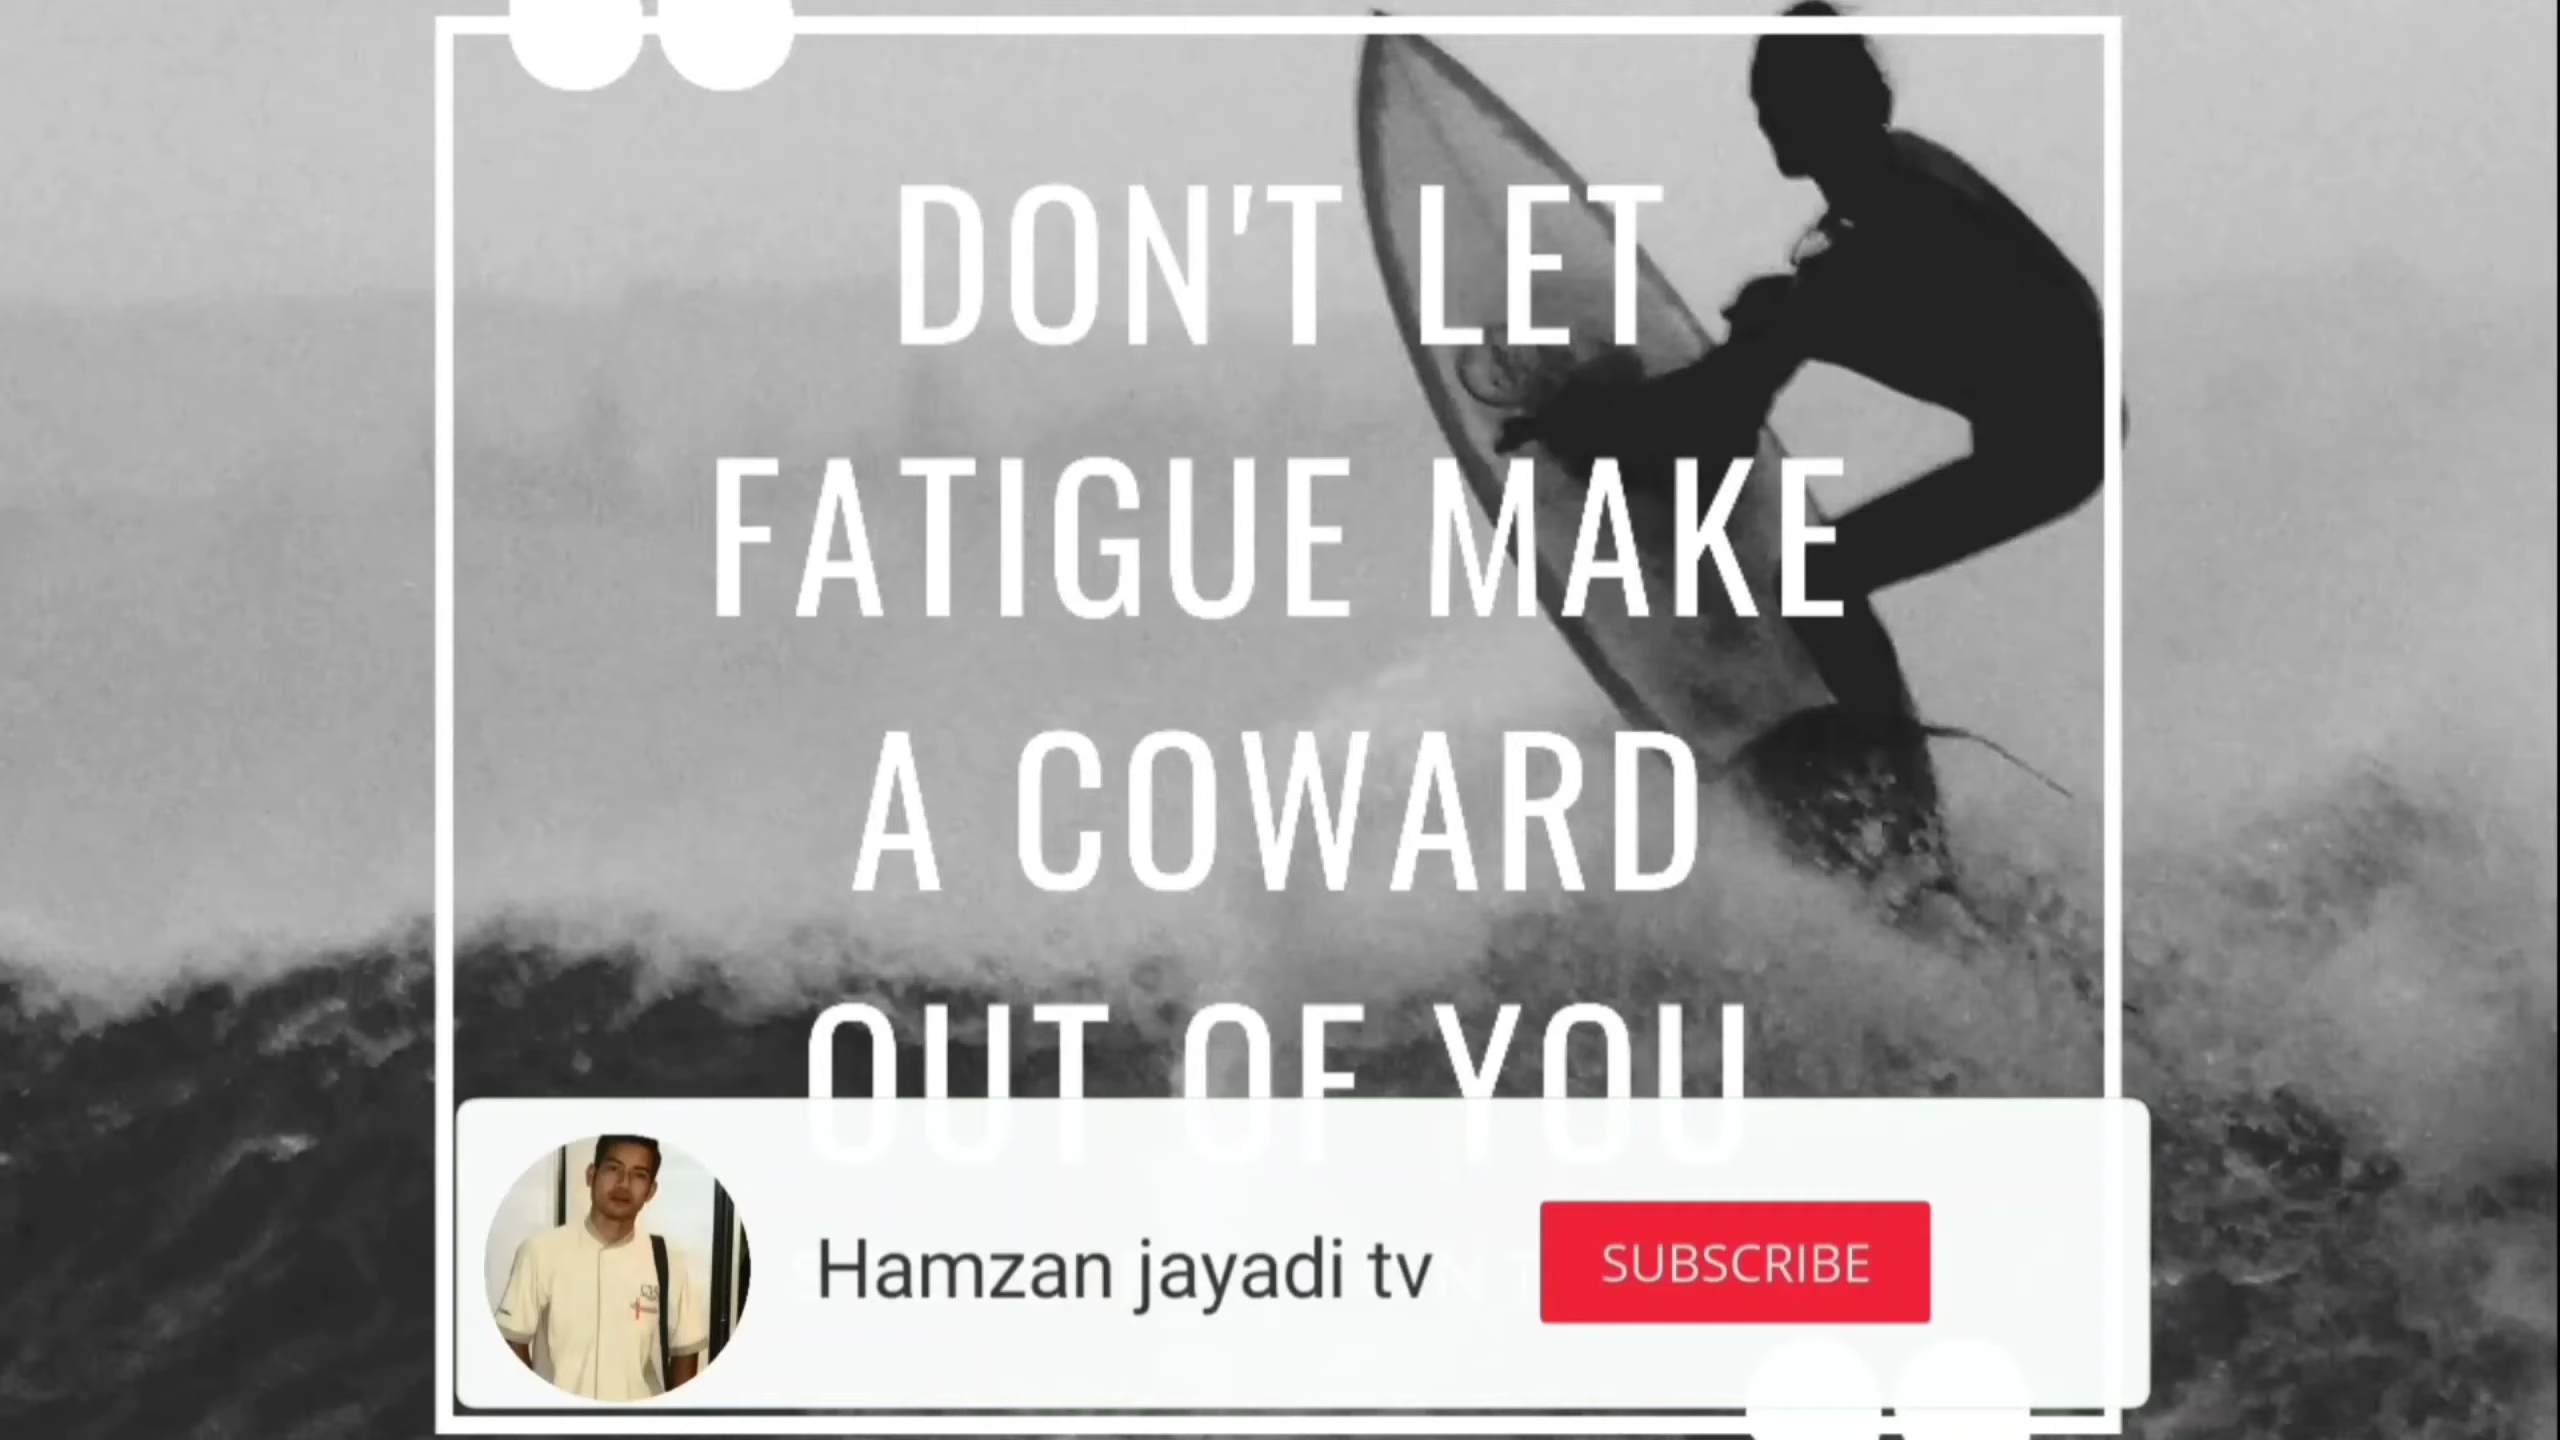 DON'T LET
FATIGUE MAKE
A COWARD
OUT OF YOU
Hamzan jayadi tv
SUBSCRIBE